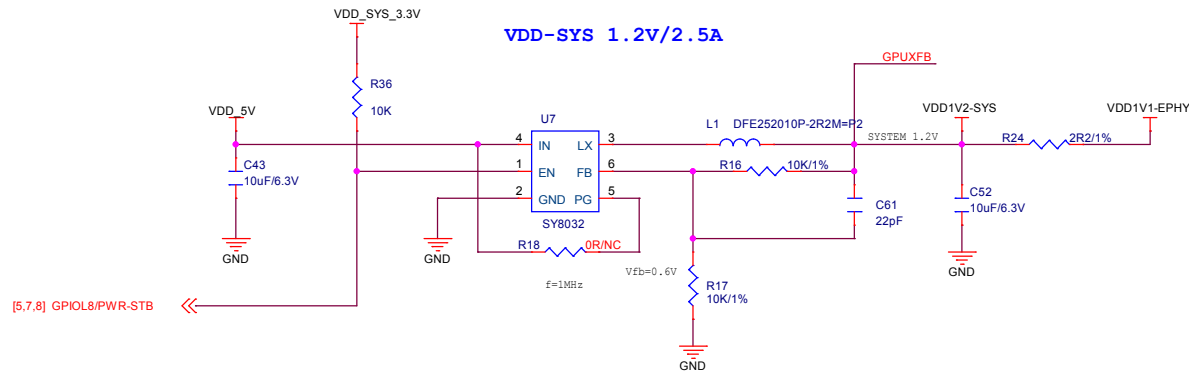 VDD_SYS_3.3V
VDD-SYS 1.2V/2.5A
GPUXFB
R36
10K
VDD_5V
VDD1V2-SYS
VDD1V1-EPHY
U7
L1 DFE252010P-2R2M=P2
SYSTEM 1.2V
R24 2R2/1%
4 IN LX 3
C43
10uF/6.3V
1 EN FB 6
R16 10K/1%
2 GND PG 5
C61
22pF
C52
10uF/6.3V
SY8032
R18 0R/NC
GND
GND
f=1MHz
Vfb=0.6V
R17
10K/1%
GND
[5,7,8] GPIOL8/PWR-STB
GND